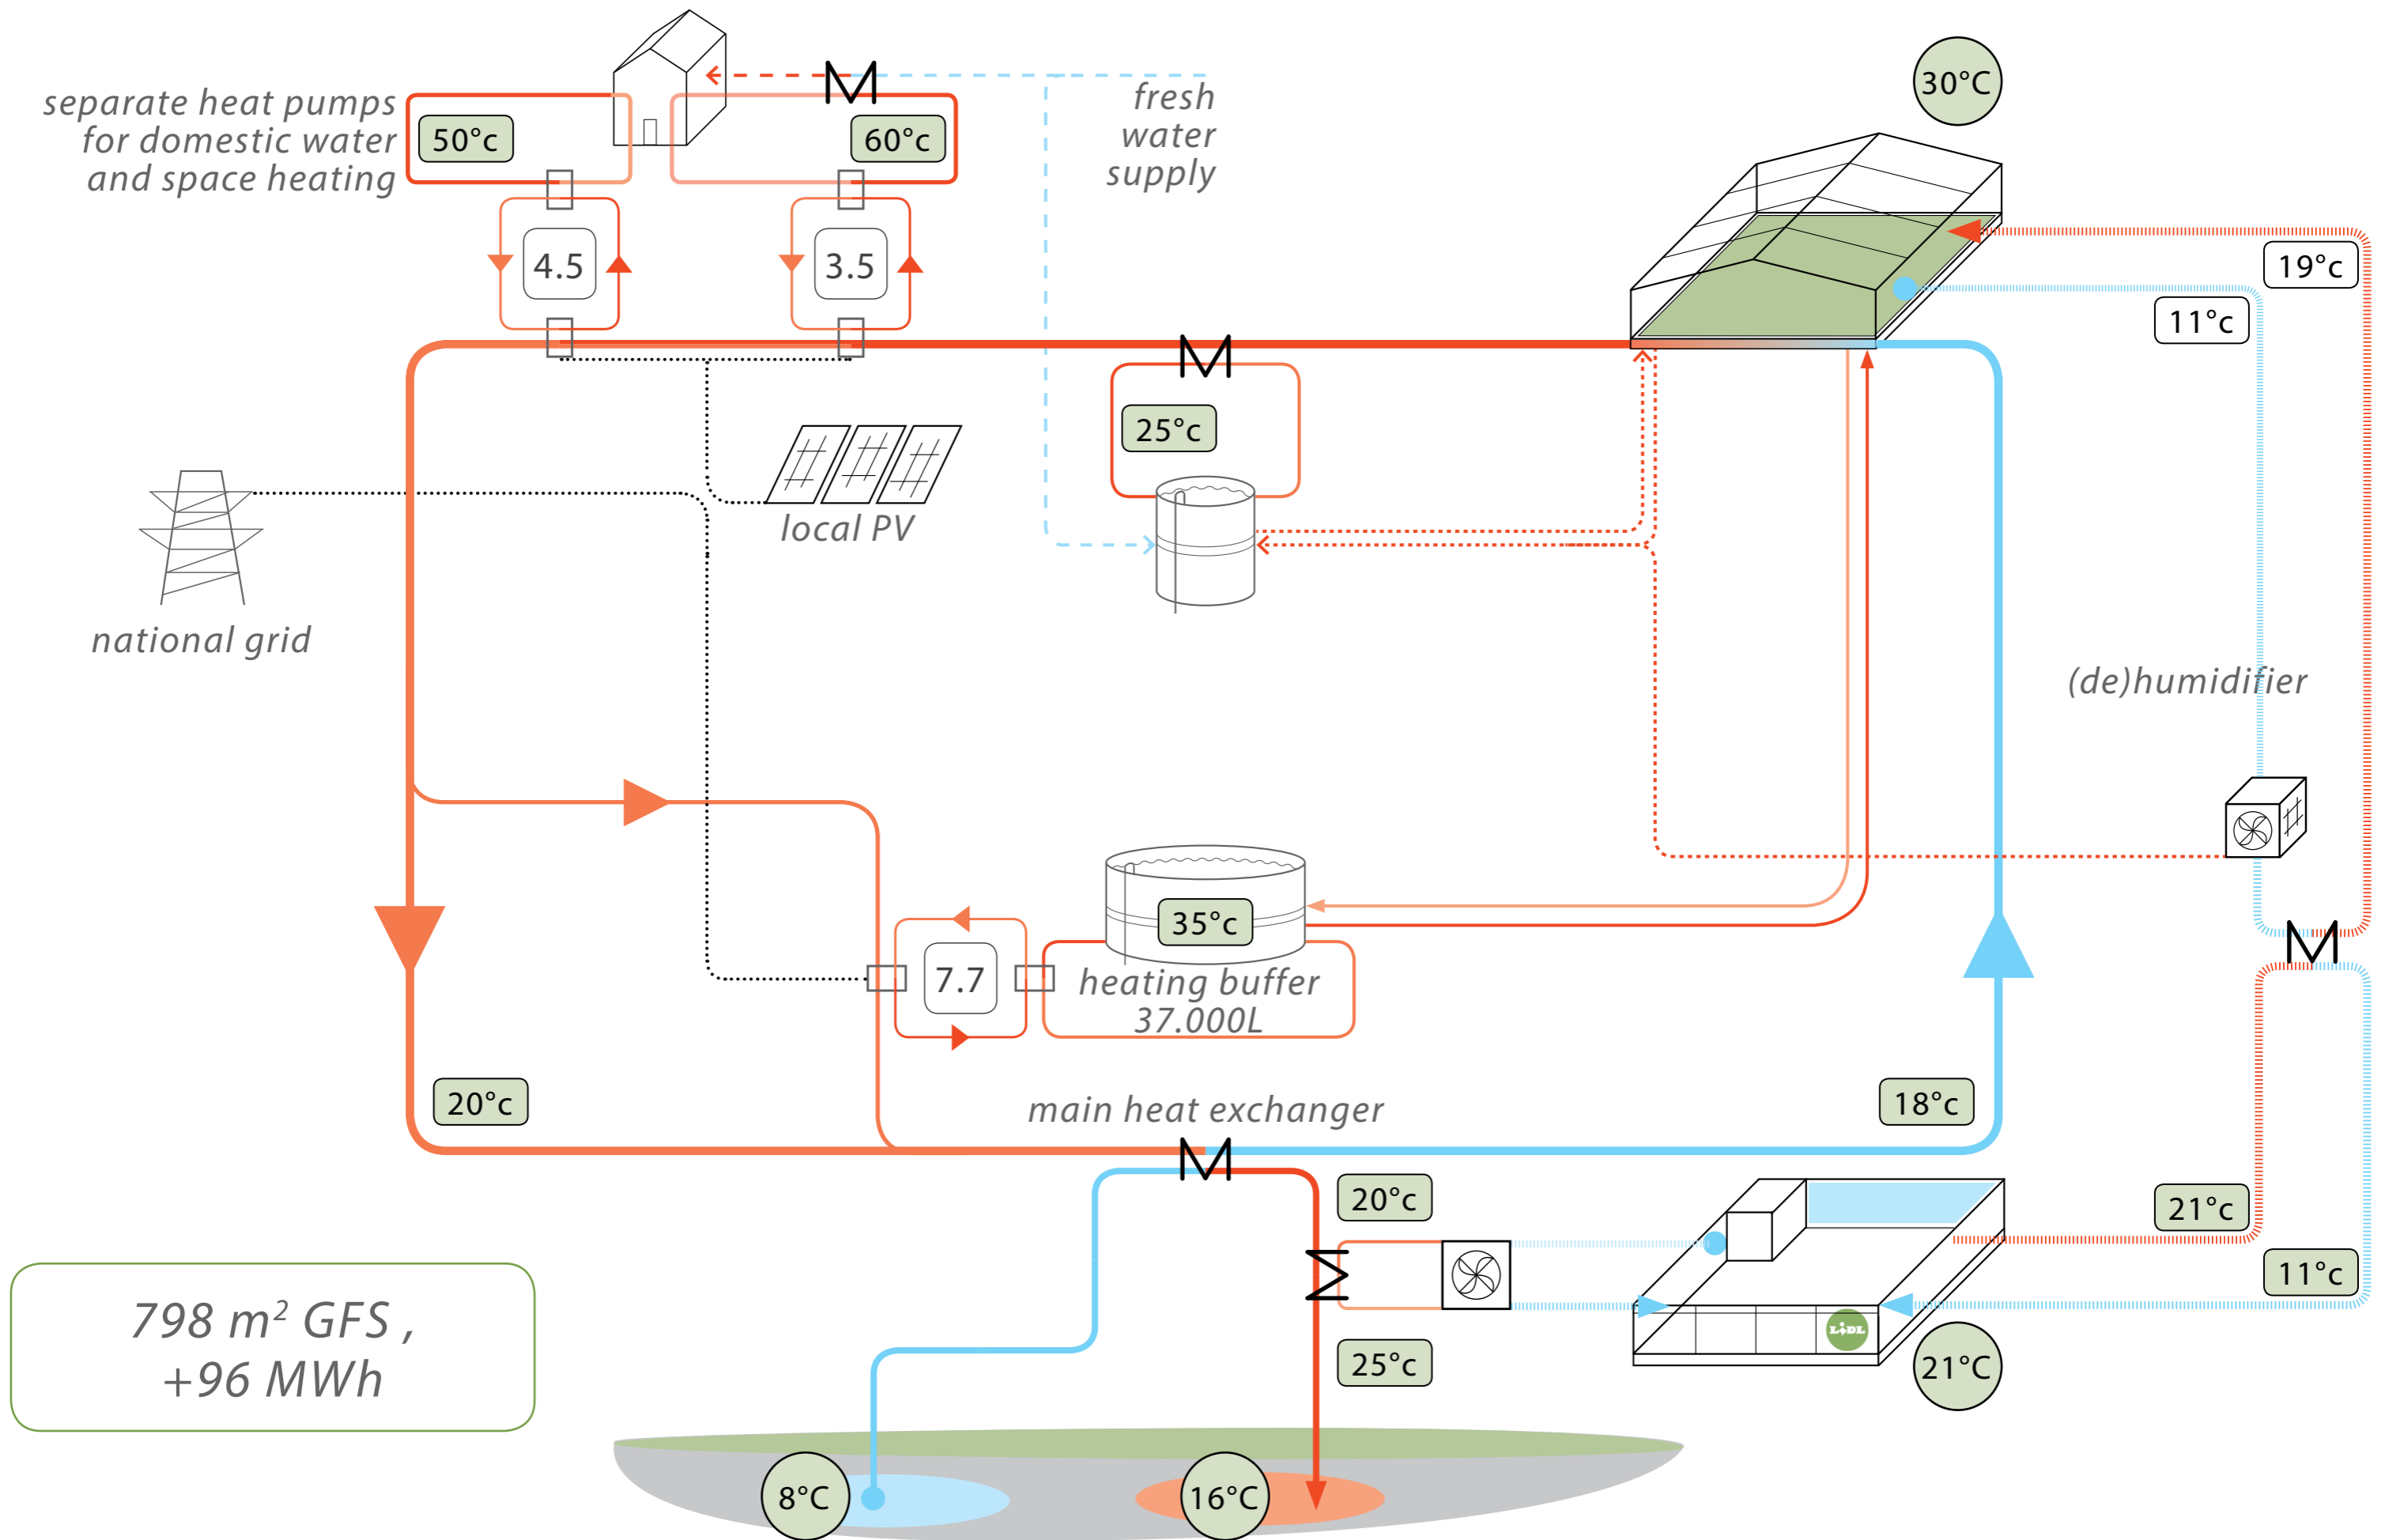 separate heat pumps
for domestic water
and space heating
50°c
60°c
fresh
water
supply
30°C
4.5
3.5
19°c
11°c
25°c
local PV
national grid
(de)humidifier
35°c
7.7
heating buffer
37.000L
20°c
main heat exchanger
18°c
20°c
21°c
11°c
25°c
LiDL
21°C
798 m² GFS ,
+96 MWh
8°C
16°C